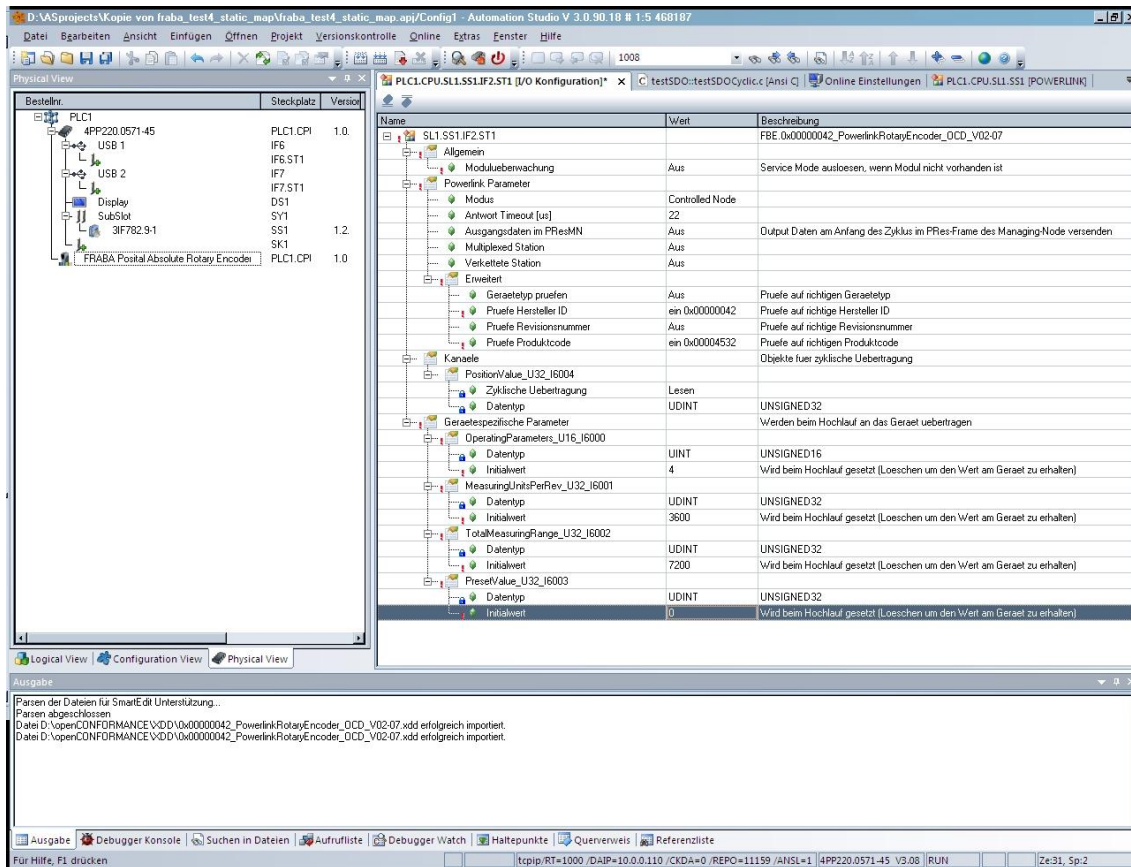 D:\ASprojects\Kopie von fraba_test4_static_map\fraba_test4_static_map.apj/Config1 - Automation Studio V 3.0.90.18 # 1:5 468187
Datei Bearbeiten Ansicht Einfügen Öffnen Projekt Versionskontrolle Online Extras Fenster Hilfe
1008
Physical View
PLC1.CPU.SL1.SS1.IF2.ST1 [I/O Konfiguration]* x testSDO::testSDOCyclic.c [Ansi C] Online Einstellungen PLC1.CPU.SL1.SS1 [POWERLINK]
Bestellnr. Steckplatz Version
PLC1
4PP220.0571-45 PLC1.CPI 1.0.
USB 1 IF6
IF6.ST1
USB 2 IF7
IF7.ST1
Display DS1
SubSlot SY1
3IF782.9-1 SS1 1.2.
SK1
FRABA Posital Absolute Rotary Encoder PLC1.CPI 1.0
Name Wert Beschreibung
SL1.SS1.IF2.ST1 FBE.0x00000042_PowerlinkRotaryEncoder_OCD_V02-07
Allgemein
Modulueberwachung Aus Service Mode ausloesen, wenn Modul nicht vorhanden ist
Powerlink Parameter
Modus Controlled Node
Antwort Timeout [us] 22
Ausgangsdaten im PResMN Aus Output Daten am Anfang des Zyklus im PRes-Frame des Managing-Node versenden
Multiplexed Station Aus
Verkettete Station Aus
Erweitert
Geraetetyp pruefen Aus Pruefe auf richtigen Geraetetyp
Pruefe Hersteller ID ein 0x00000042 Pruefe auf richtige Hersteller ID
Pruefe Revisionsnummer Aus Pruefe auf richtige Revisionsnummer
Pruefe Produktcode ein 0x00004532 Pruefe auf richtigen Produktcode
Kanaele Objekte fuer zyklische Uebertragung
PositionValue_U32_I6004
Zyklische Uebertragung Lesen
Datentyp UDINT UNSIGNED32
Geraetespezifische Parameter Werden beim Hochlauf an das Geraet uebertragen
OperatingParameters_U16_I6000
Datentyp UINT UNSIGNED16
Initialwert 4 Wird beim Hochlauf gesetzt (Loeschen um den Wert am Geraet zu erhalten)
MeasuringUnitsPerRev_U32_I6001
Datentyp UDINT UNSIGNED32
Initialwert 3600 Wird beim Hochlauf gesetzt (Loeschen um den Wert am Geraet zu erhalten)
TotalMeasuringRange_U32_I6002
Datentyp UDINT UNSIGNED32
Initialwert 7200 Wird beim Hochlauf gesetzt (Loeschen um den Wert am Geraet zu erhalten)
PresetValue_U32_I6003
Datentyp UDINT UNSIGNED32
Initialwert 0 Wird beim Hochlauf gesetzt (Loeschen um den Wert am Geraet zu erhalten)
Logical View Configuration View Physical View
Ausgabe
Parsen der Dateien für SmartEdit Unterstützung...
Parsen abgeschlossen
Datei D:\openCONFORMANCE\XDD\0x00000042_PowerlinkRotaryEncoder_OCD_V02-07.xdd erfolgreich importiert.
Datei D:\openCONFORMANCE\XDD\0x00000042_PowerlinkRotaryEncoder_OCD_V02-07.xdd erfolgreich importiert.
Ausgabe Debugger Konsole Suchen in Dateien Aufrufliste Debugger Watch Haltepunkte Querverweis Referenzliste
Für Hilfe, F1 drücken tcpip/RT=1000 /DAIP=10.0.0.110 /CKDA=0 /REPO=11159 /ANSL=1 4PP220.0571-45 V3.08 RUN Ze:31, Sp:2